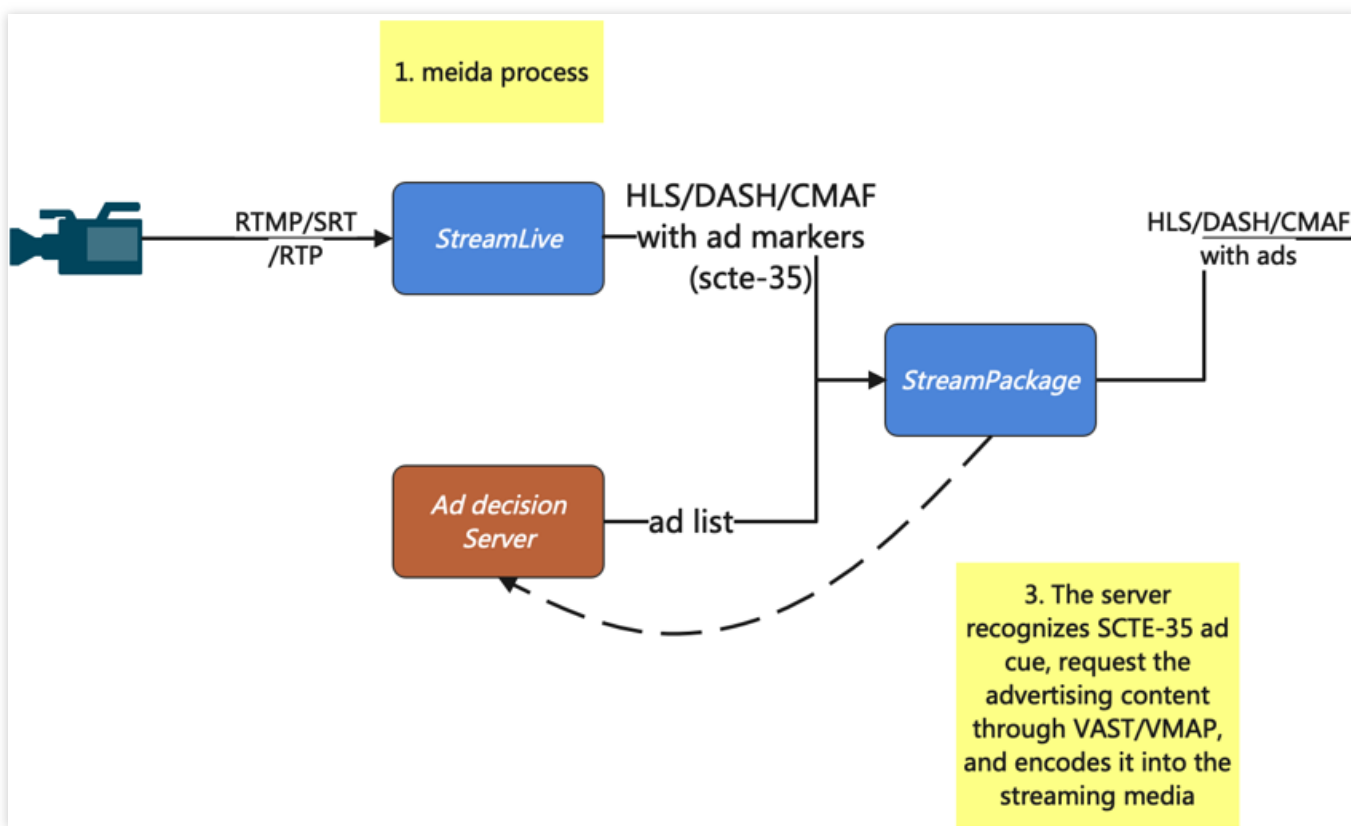 1. meida process
RTMP/SRT
/RTP
StreamLive
HLS/DASH/CMAF
with ad markers
(scte-35)
HLS/DASH/CMAF
with ads
StreamPackage
Ad decision
Server
ad list
3. The server
recognizes SCTE-35 ad
cue, request the
advertising content
through VAST/VMAP,
and encodes it into the
streaming media